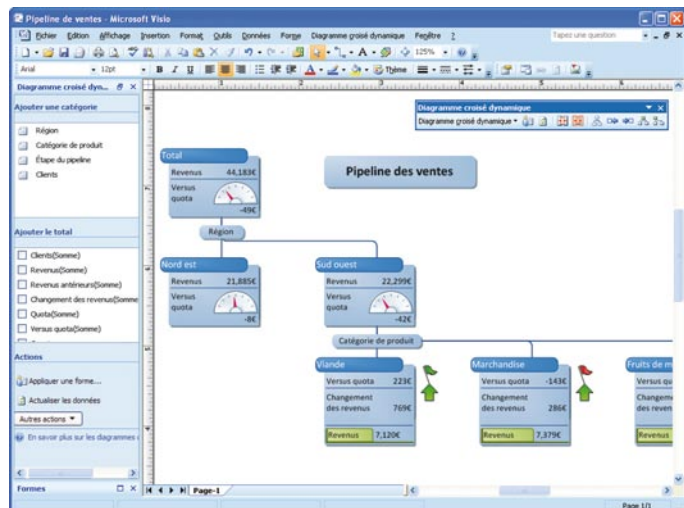 Pipeline de ventes - Microsoft Visio
Fichier Edition Affichage Insertion Format Outils Données Forme Diagramme croisé dynamique Fenêtre ?
Tapez une question
125%
Arial 12pt G I S Thème
Diagramme croisé dyn...
Ajouter une catégorie
Région
Catégorie de produit
Étape du pipeline
Clients
Ajouter le total
Clients(Somme)
Revenus(Somme)
Revenus antérieurs(Somme)
Changement des revenus(Somme
Quota(Somme)
Versus quota(Somme)
Actions
Appliquer une forme...
Actualiser les données
Autres actions
En savoir plus sur les diagrammes
Formes
Diagramme croisé dynamique
Diagramme croisé dynamique
Pipeline des ventes
Total
Revenus 44,183€
Versus
quota
-49€
Région
Nord est
Revenus 21,885€
Versus
quota
-8€
Sud ouest
Revenus 22,299€
Versus
quota
-42€
Catégorie de produit
Viande
Versus quota 223€
Changement
des revenus 769€
Revenus 7,120€
Marchandise
Versus quota -143€
Changement
des revenus 286€
Revenus 7,379€
Fruits de m
Versus qu
Changem
des reven
Revenus
Page-1
Page 1/1